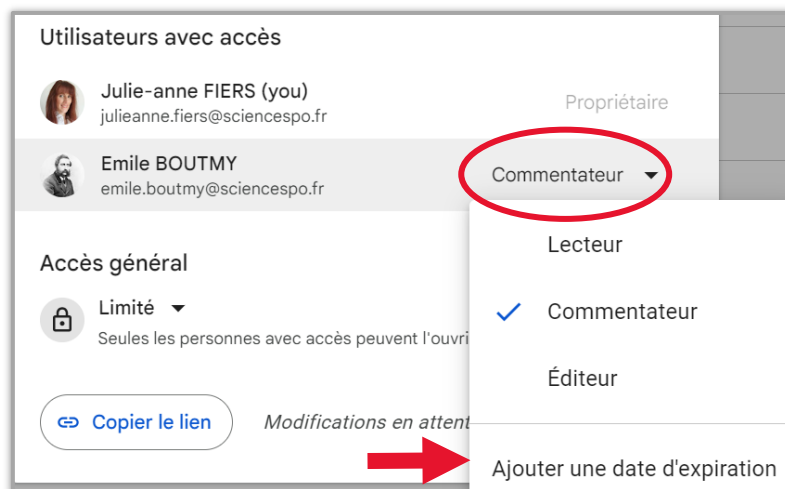 Utilisateurs avec accès
Julie-anne FIERS (you)
julieanne.fiers@sciencespo.fr
Propriétaire
Emile BOUTMY
emile.boutmy@sciencespo.fr
Commentateur
Lecteur
Commentateur
Éditeur
Ajouter une date d'expiration
Accès général
Limité
Seules les personnes avec accès peuvent l'ouvri
Copier le lien
Modifications en attent